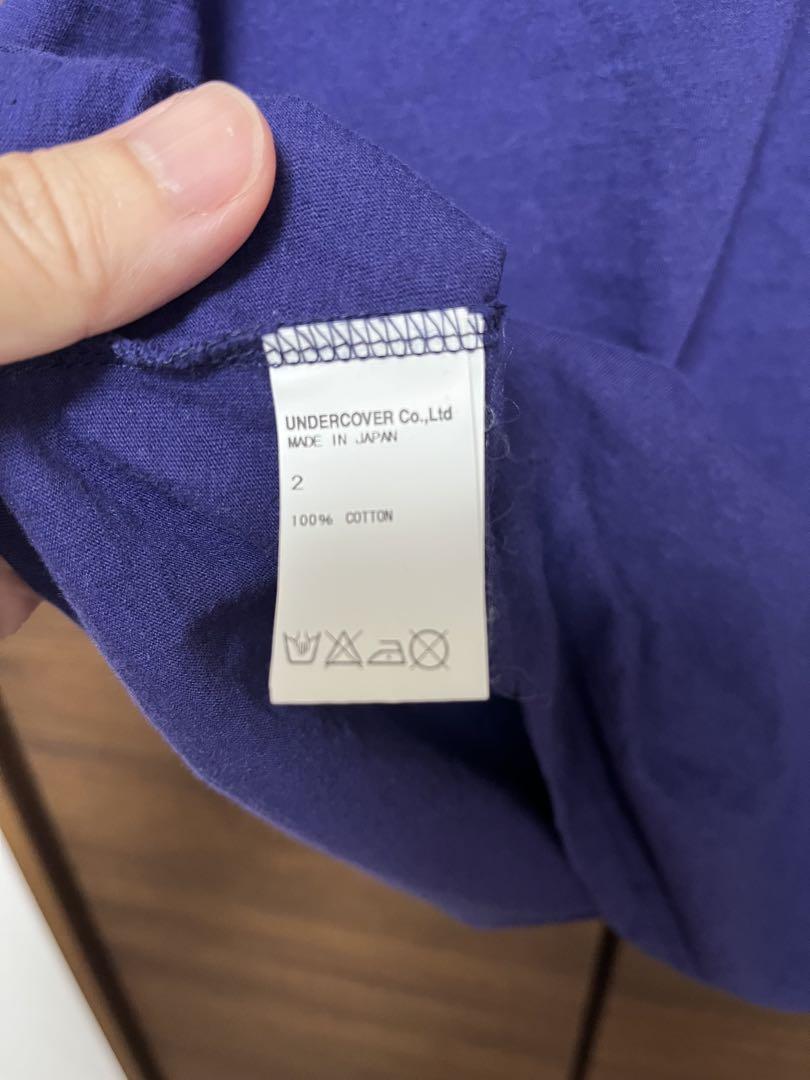 UNDERCOVER Co.,Ltd
MADE IN JAPAN
2
100% COTTON